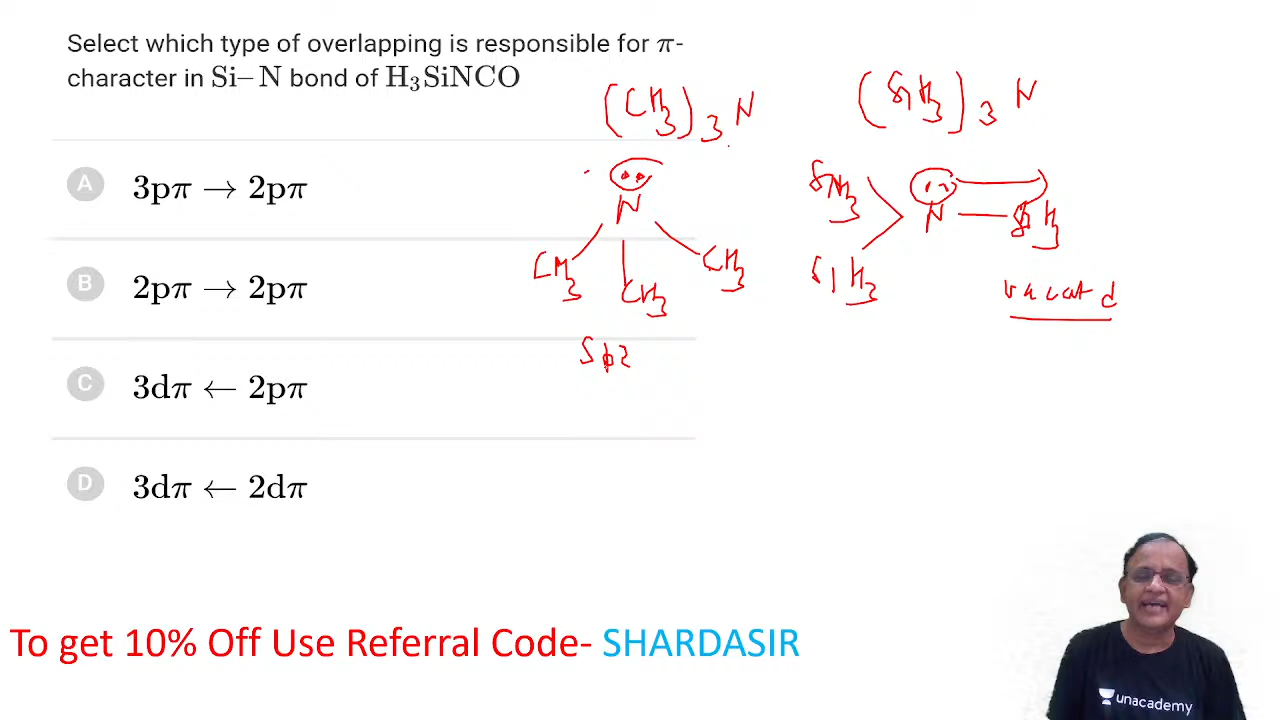 Select which type of overlapping is responsible for π-
character in Si–N bond of H₃SiNCO
(CH₃)₃N
(SiH₃)₃N
A 3pπ → 2pπ
N
CH₃ CH₃ CH₃
SiH₃
N SiH₃
SiH₃
B 2pπ → 2pπ
vacat d
C 3dπ ← 2pπ
D 3dπ ← 2dπ
To get 10% Off Use Referral Code- SHARDASIR
unacademy